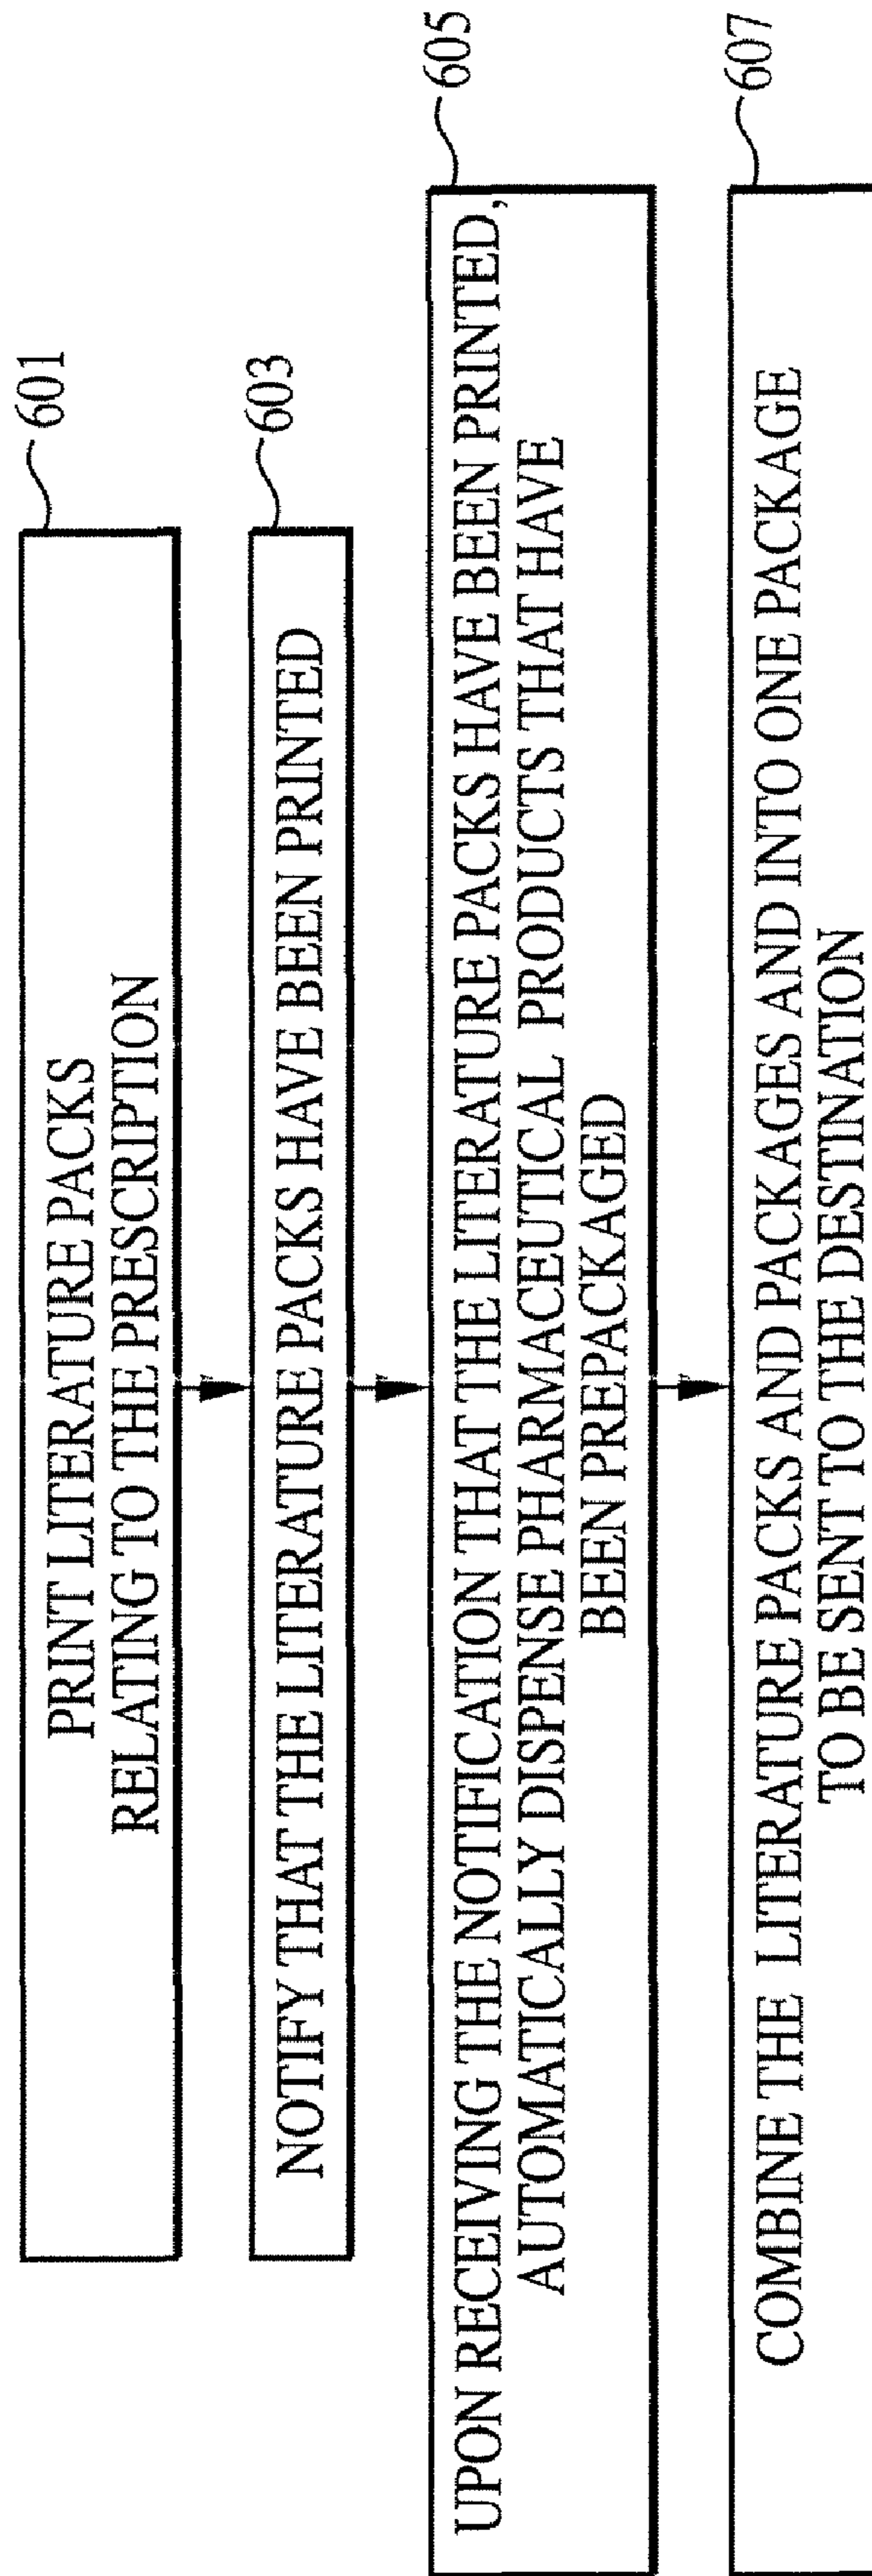 601
PRINT LITERATURE PACKS
RELATING TO THE PRESCRIPTION
603
NOTIFY THAT THE LITERATURE PACKS HAVE BEEN PRINTED
605
UPON RECEIVING THE NOTIFICATION THAT THE LITERATURE PACKS HAVE BEEN PRINTED,
AUTOMATICALLY DISPENSE PHARMACEUTICAL PRODUCTS THAT HAVE
BEEN PREPACKAGED
607
COMBINE THE LITERATURE PACKS AND PACKAGES AND INTO ONE PACKAGE
TO BE SENT TO THE DESTINATION